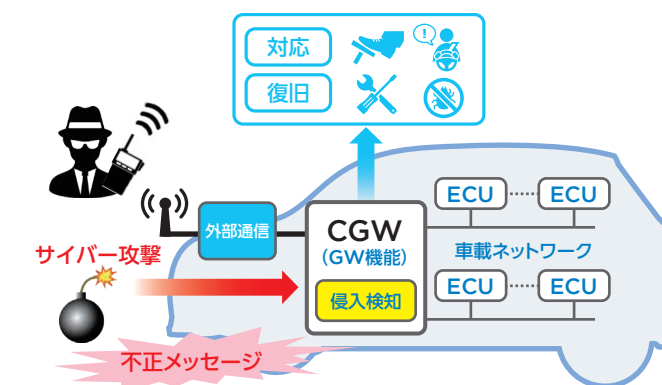 対応
!
復旧
外部通信
CGW
(GW機能)
侵入検知
ECU
ECU
車載ネットワーク
ECU
ECU
サイバー攻撃
不正メッセージ